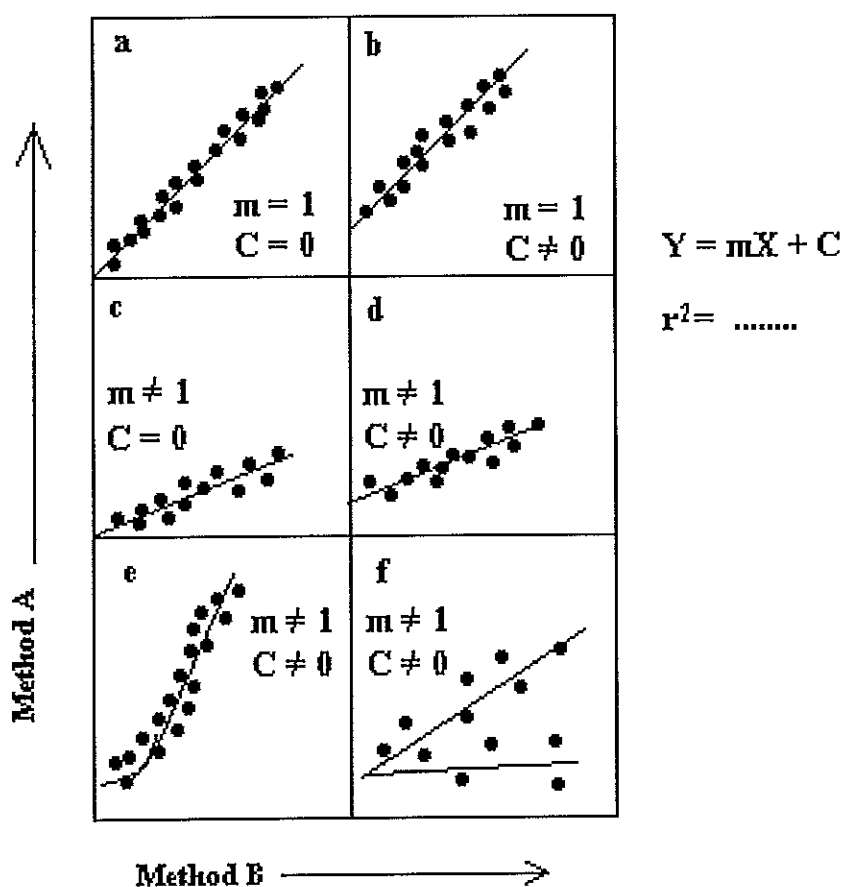 a
m = 1
C = 0
b
m = 1
C ≠ 0
Y = mX + C
r²= ........
c
m ≠ 1
C = 0
d
m ≠ 1
C ≠ 0
e
m ≠ 1
C ≠ 0
f
m ≠ 1
C ≠ 0
Method A
Method B